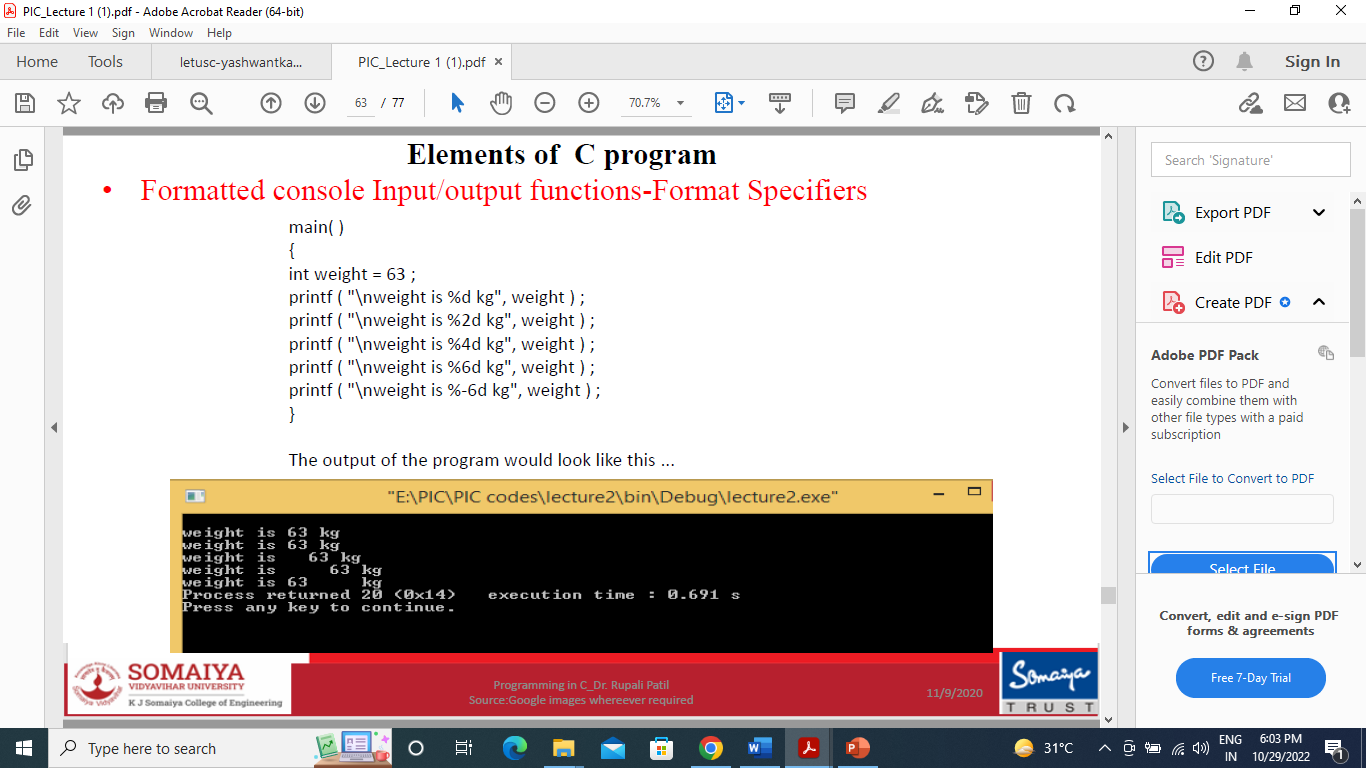 PIC_Lecture 1 (1).pdf - Adobe Acrobat Reader (64-bit)
File Edit View Sign Window Help
Home Tools letusc-yashwantka... PIC_Lecture 1 (1).pdf × Sign In
63 / 77 70.7%
Elements of C program
• Formatted console Input/output functions-Format Specifiers
main( )
{
int weight = 63 ;
printf ( "\nweight is %d kg", weight ) ;
printf ( "\nweight is %2d kg", weight ) ;
printf ( "\nweight is %4d kg", weight ) ;
printf ( "\nweight is %6d kg", weight ) ;
printf ( "\nweight is %-6d kg", weight ) ;
}
The output of the program would look like this ...
"E:\PIC\PIC codes\lecture2\bin\Debug\lecture2.exe"
weight is 63 kg
weight is 63 kg
weight is   63 kg
weight is     63 kg
weight is 63     kg
Process returned 20 (0x14)   execution time : 0.691 s
Press any key to continue.
SOMAIYA
VIDYAVIHAR UNIVERSITY
K J Somaiya College of Engineering
Programming in C_Dr. Rupali Patil
Source:Google images whereever required
11/9/2020
Somaiya
TRUST
Search 'Signature'
Export PDF
Edit PDF
Create PDF
Adobe PDF Pack
Convert files to PDF and
easily combine them with
other file types with a paid
subscription
Select File to Convert to PDF
Select File
Convert, edit and e-sign PDF
forms & agreements
Free 7-Day Trial
Type here to search
31°C
ENG
IN
6:03 PM
10/29/2022
1